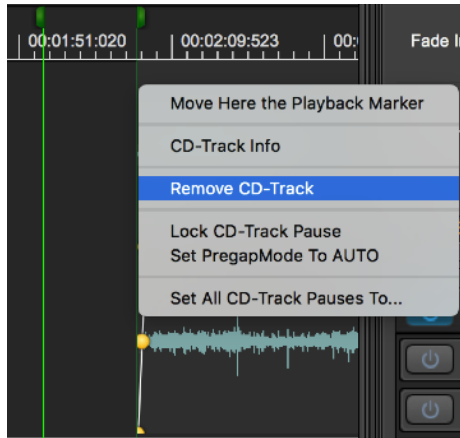 00:01:51:020 00:02:09:523 00: Fade I
Move Here the Playback Marker
CD-Track Info
Remove CD-Track
Lock CD-Track Pause
Set PregapMode To AUTO
Set All CD-Track Pauses To...